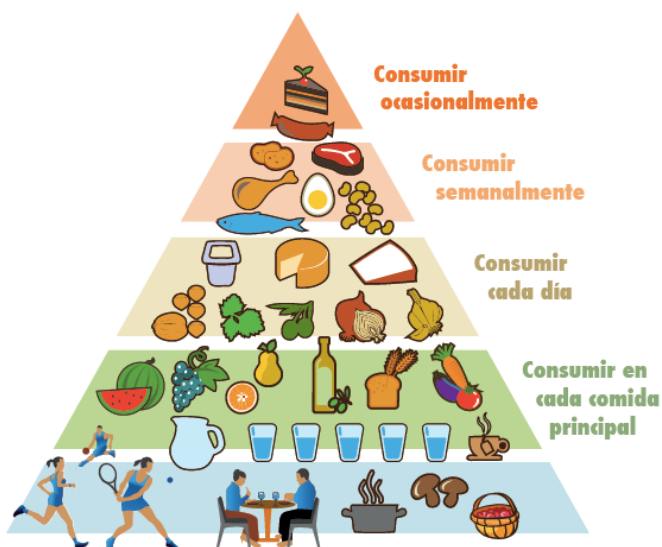 Consumir
ocasionalmente
Consumir
semanalmente
Consumir
cada día
Consumir en
cada comida
principal